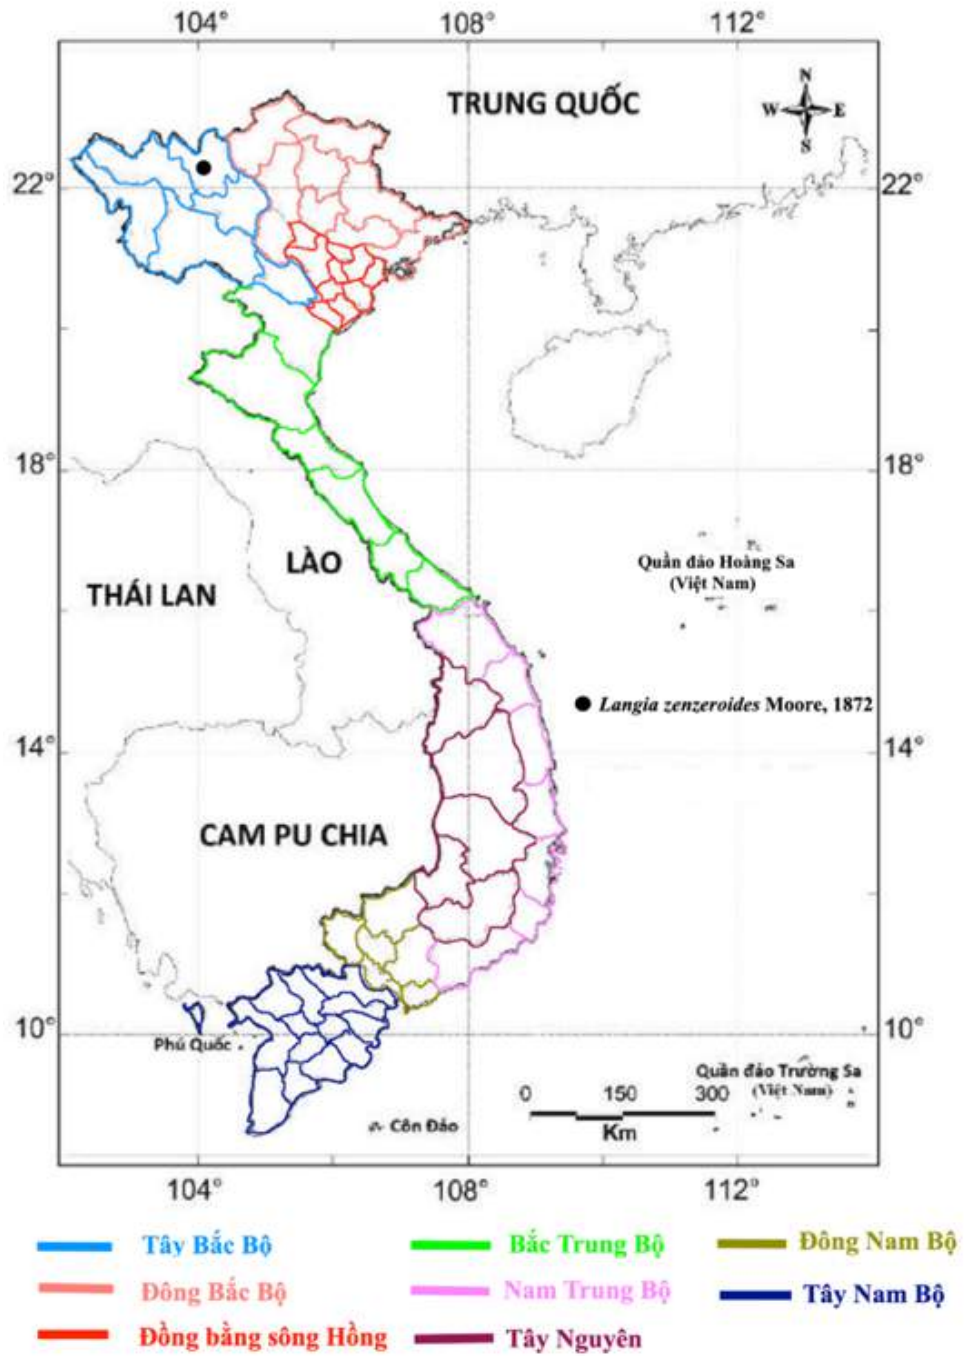 104° 108° 112°
TRUNG QUỐC
N
W E
S
22° 22°
18° 18°
LÀO
THÁI LAN
Quần đảo Hoàng Sa
(Việt Nam)
Langia zenzeroides Moore, 1872
14° 14°
CAM PU CHIA
10° 10°
Phú Quốc
Quần đảo Trường Sa
(Việt Nam)
0 150 300
Km
Côn Đảo
104° 108° 112°
Tây Bắc Bộ Bắc Trung Bộ Đông Nam Bộ
Đông Bắc Bộ Nam Trung Bộ Tây Nam Bộ
Đồng bằng sông Hồng Tây Nguyên